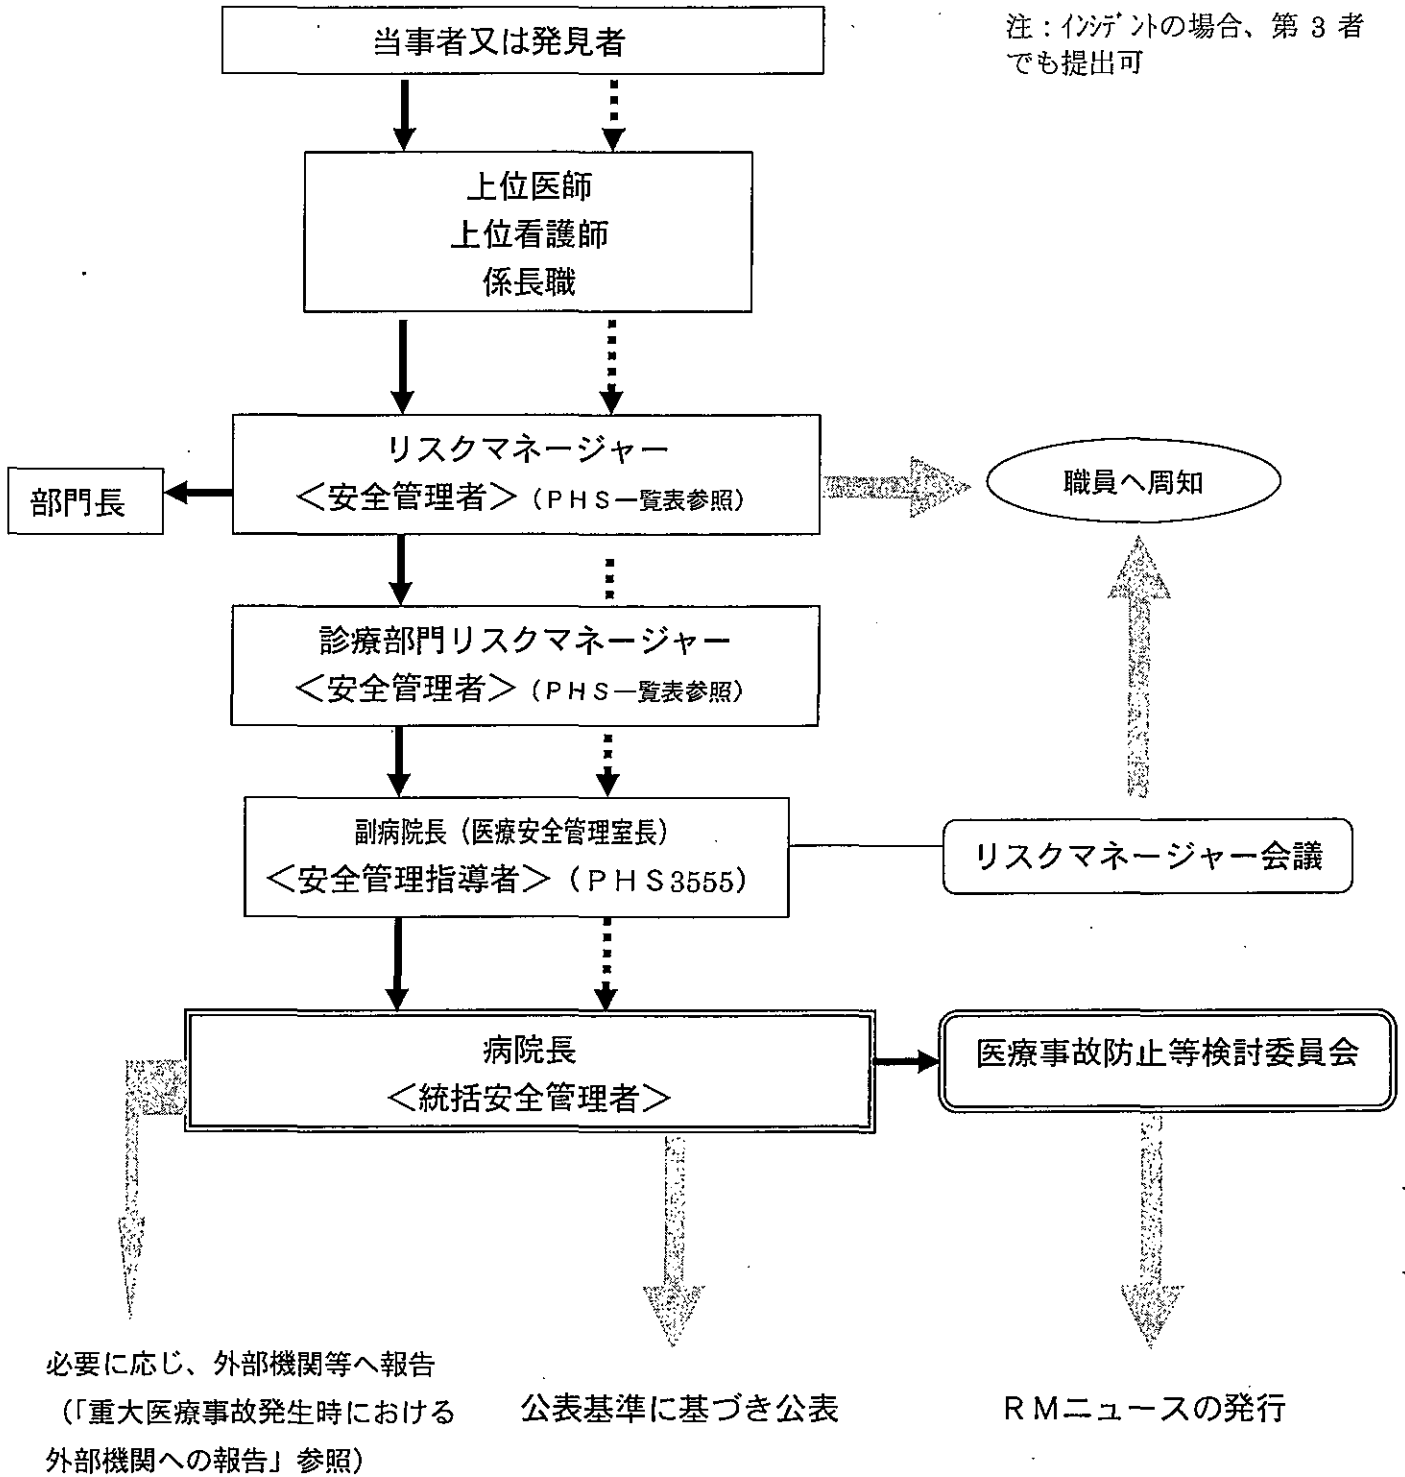 当事者又は発見者
注：インシデントの場合、第 3 者
でも提出可
上位医師
上位看護師
係長職
リスクマネージャー
＜安全管理者＞（ＰＨＳ一覧表参照）
部門長
職員へ周知
診療部門リスクマネージャー
＜安全管理者＞（ＰＨＳ一覧表参照）
副病院長（医療安全管理室長）
＜安全管理指導者＞（ＰＨＳ3555）
リスクマネージャー会議
病院長
＜統括安全管理者＞
医療事故防止等検討委員会
必要に応じ、外部機関等へ報告
（「重大医療事故発生時における
外部機関への報告」参照）
公表基準に基づき公表
ＲＭニュースの発行